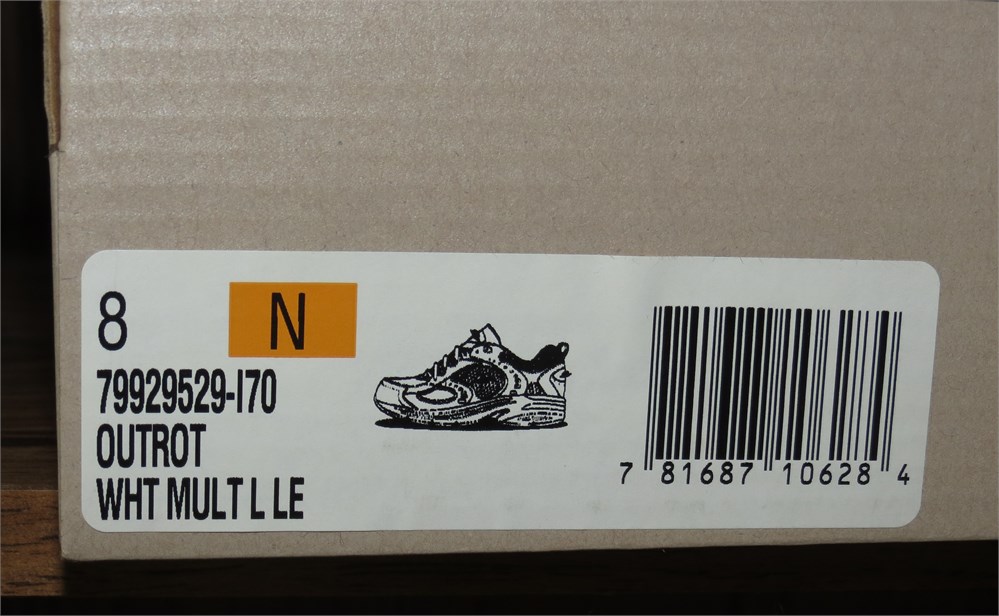 8 N
79929529-I70
OUTROT
WHT MULT L LE
7 81687 10628 4